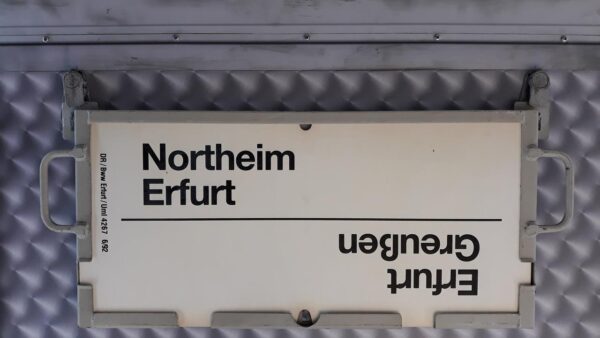 Northeim
Erfurt
Erfurt
Greußen
DR / Bww Erfurt / Uml 4267 6/92